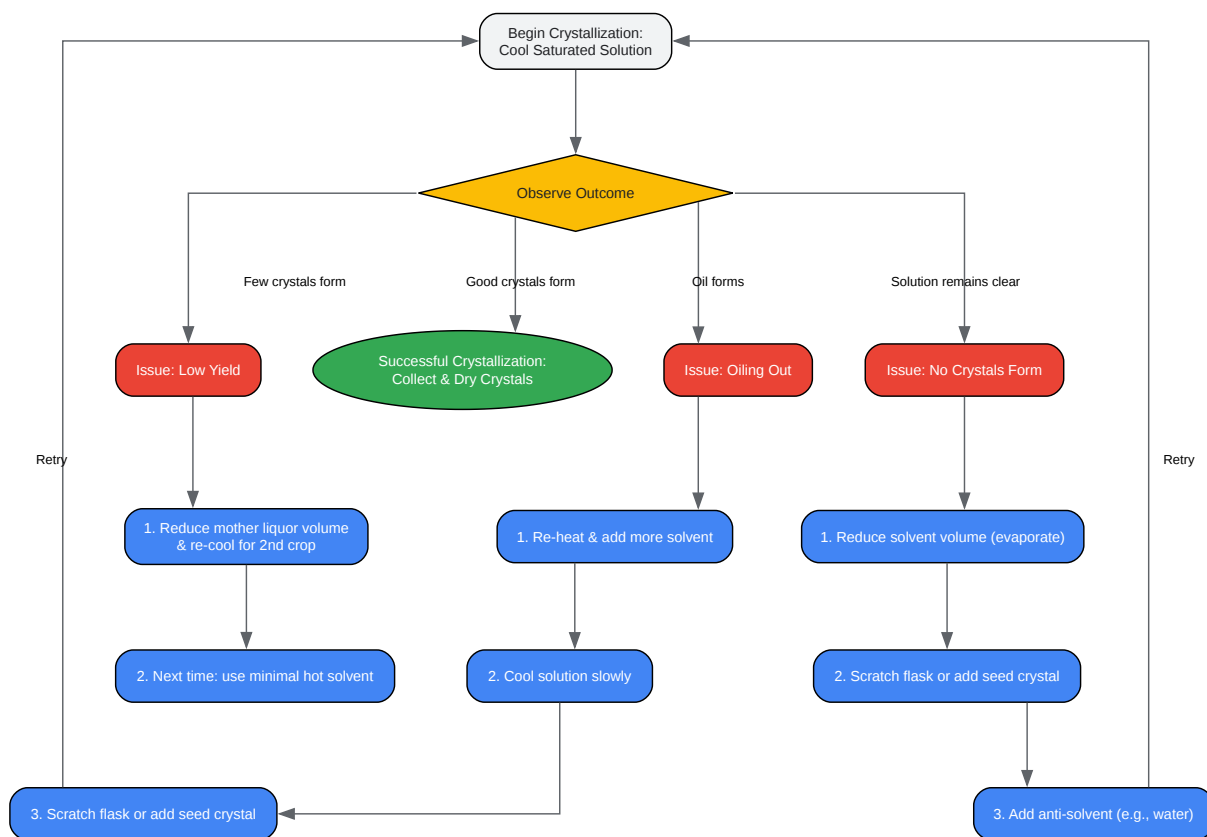 Begin Crystallization:
Cool Saturated Solution
Observe Outcome
Few crystals form
Good crystals form
Oil forms
Solution remains clear
Issue: Low Yield
Successful Crystallization:
Collect & Dry Crystals
Issue: Oiling Out
Issue: No Crystals Form
Retry
Retry
1. Reduce mother liquor volume
& re-cool for 2nd crop
1. Re-heat & add more solvent
1. Reduce solvent volume (evaporate)
2. Next time: use minimal hot solvent
2. Cool solution slowly
2. Scratch flask or add seed crystal
3. Scratch flask or add seed crystal
3. Add anti-solvent (e.g., water)